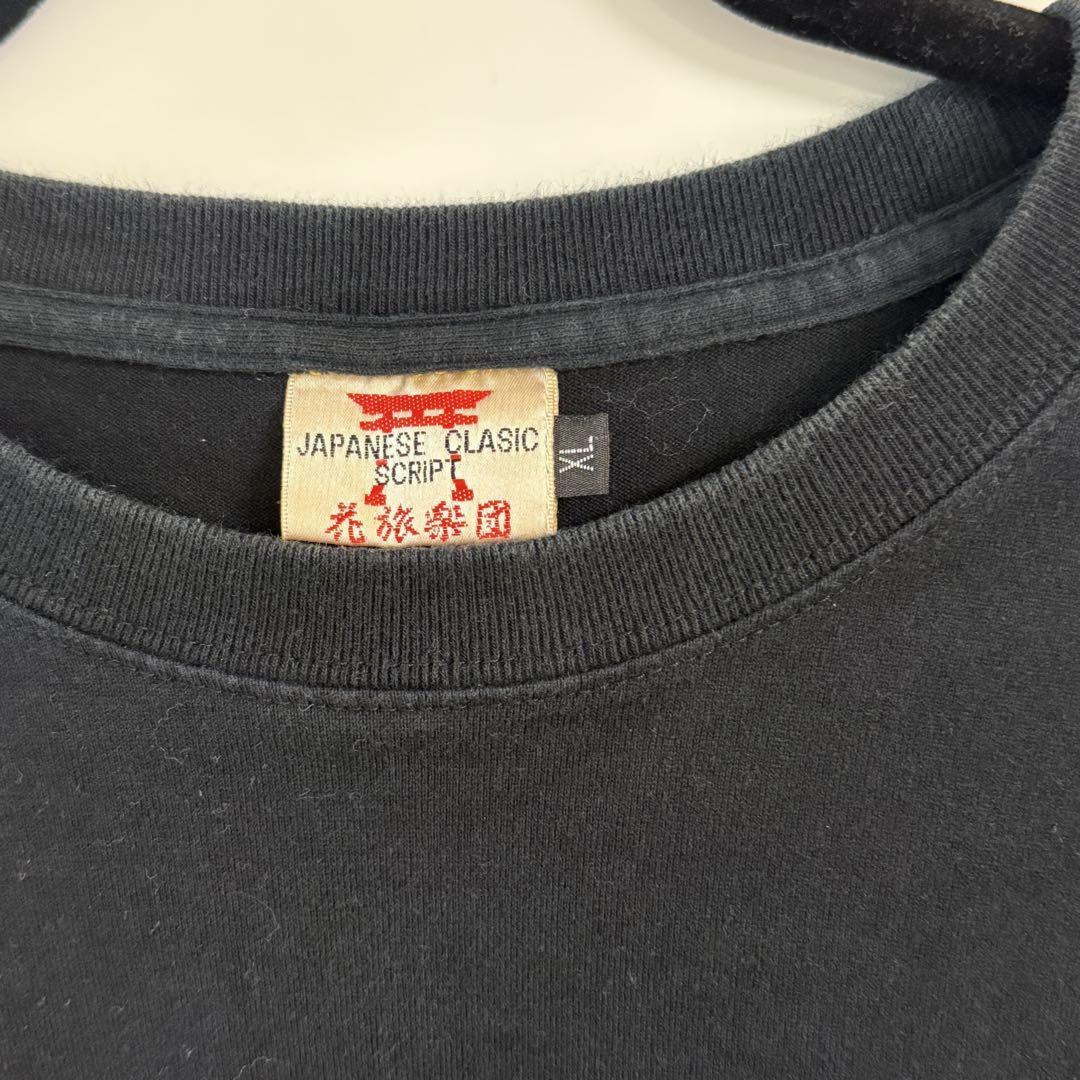 JAPANESE CLASIC
SCRIPT
花旅楽団
XL